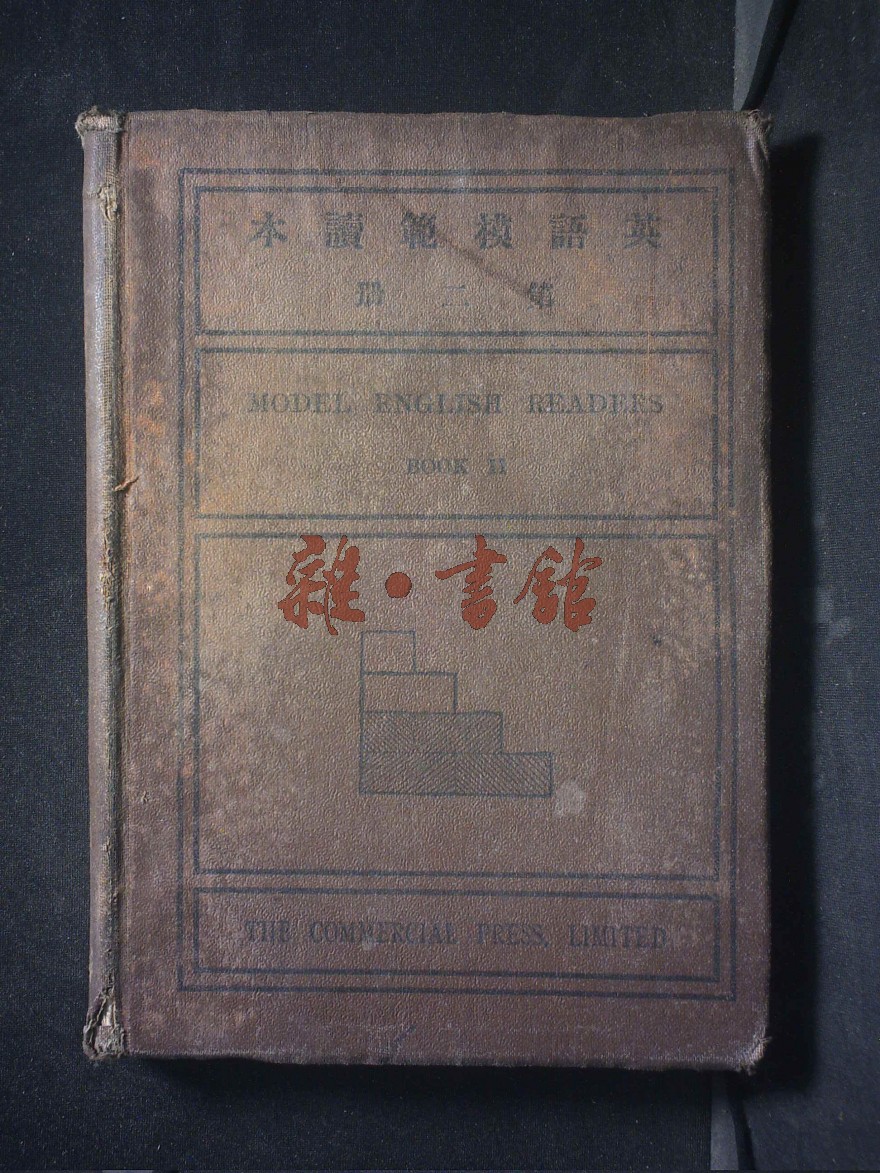 英語模範讀本
第二冊
MODEL ENGLISH READERS
BOOK II
雜·書館
THE COMMERCIAL PRESS, LIMITED